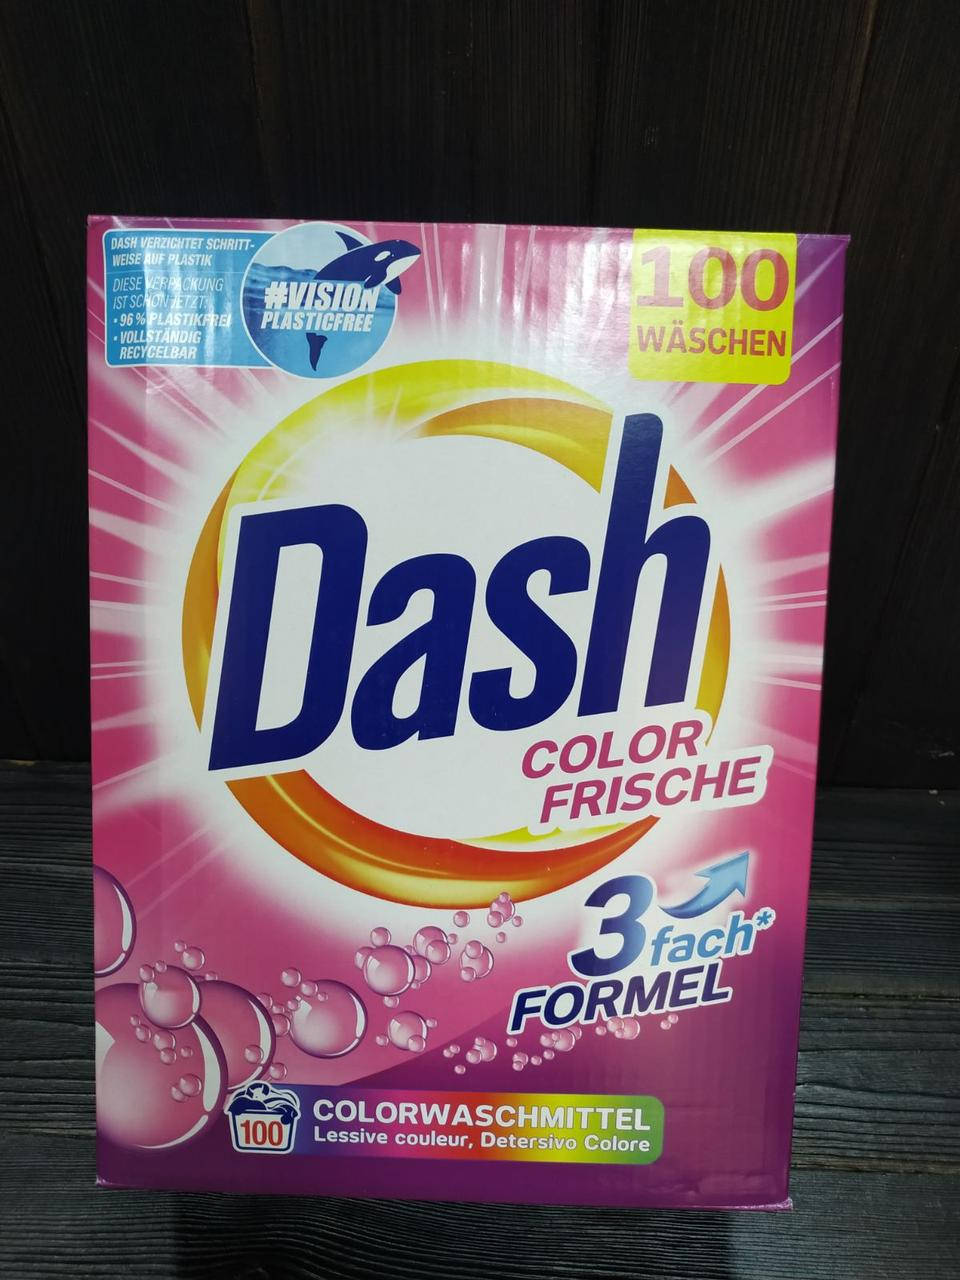 DASH VERZICHTET SCHRITT-
WEISE AUF PLASTIK
DIESE VERPACKUNG
IST SCHON JETZT:
• 96 % PLASTIKFREI
• VOLLSTÄNDIG
RECYCELBAR
#VISION
PLASTICFREE
100
WÄSCHEN
Dash
COLOR
FRISCHE
3fach*
FORMEL
100
COLORWASCHMITTEL
Lessive couleur, Detersivo Colore